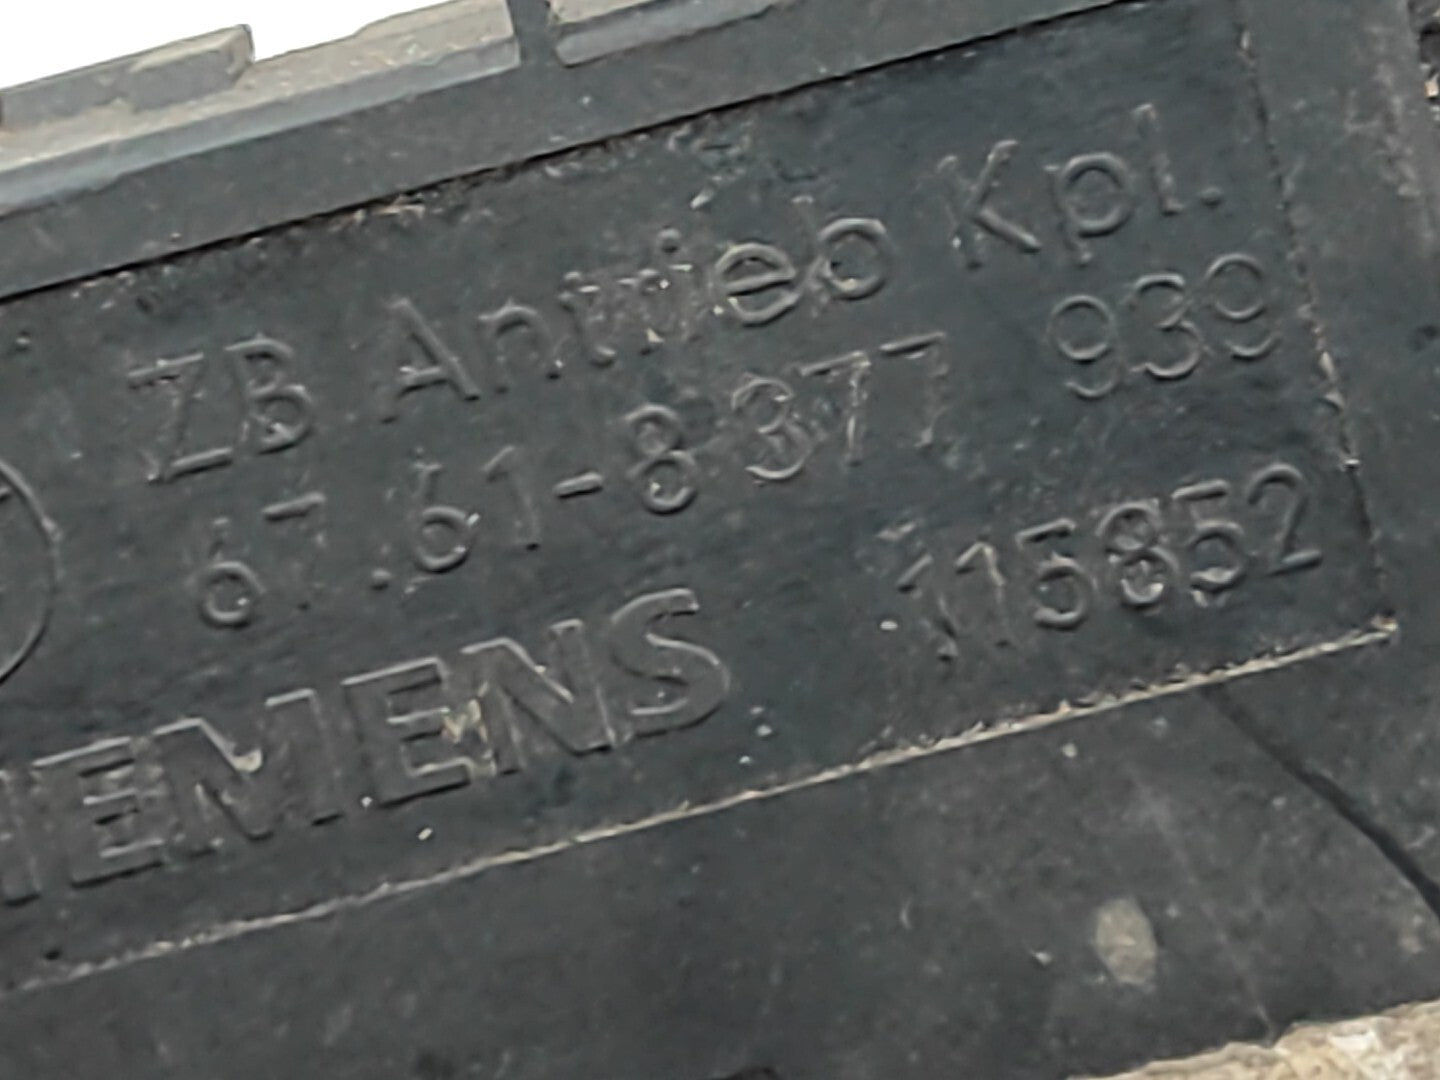 ZB Antrieb Kpl.
67.61-8 377 939
SIEMENS 115852